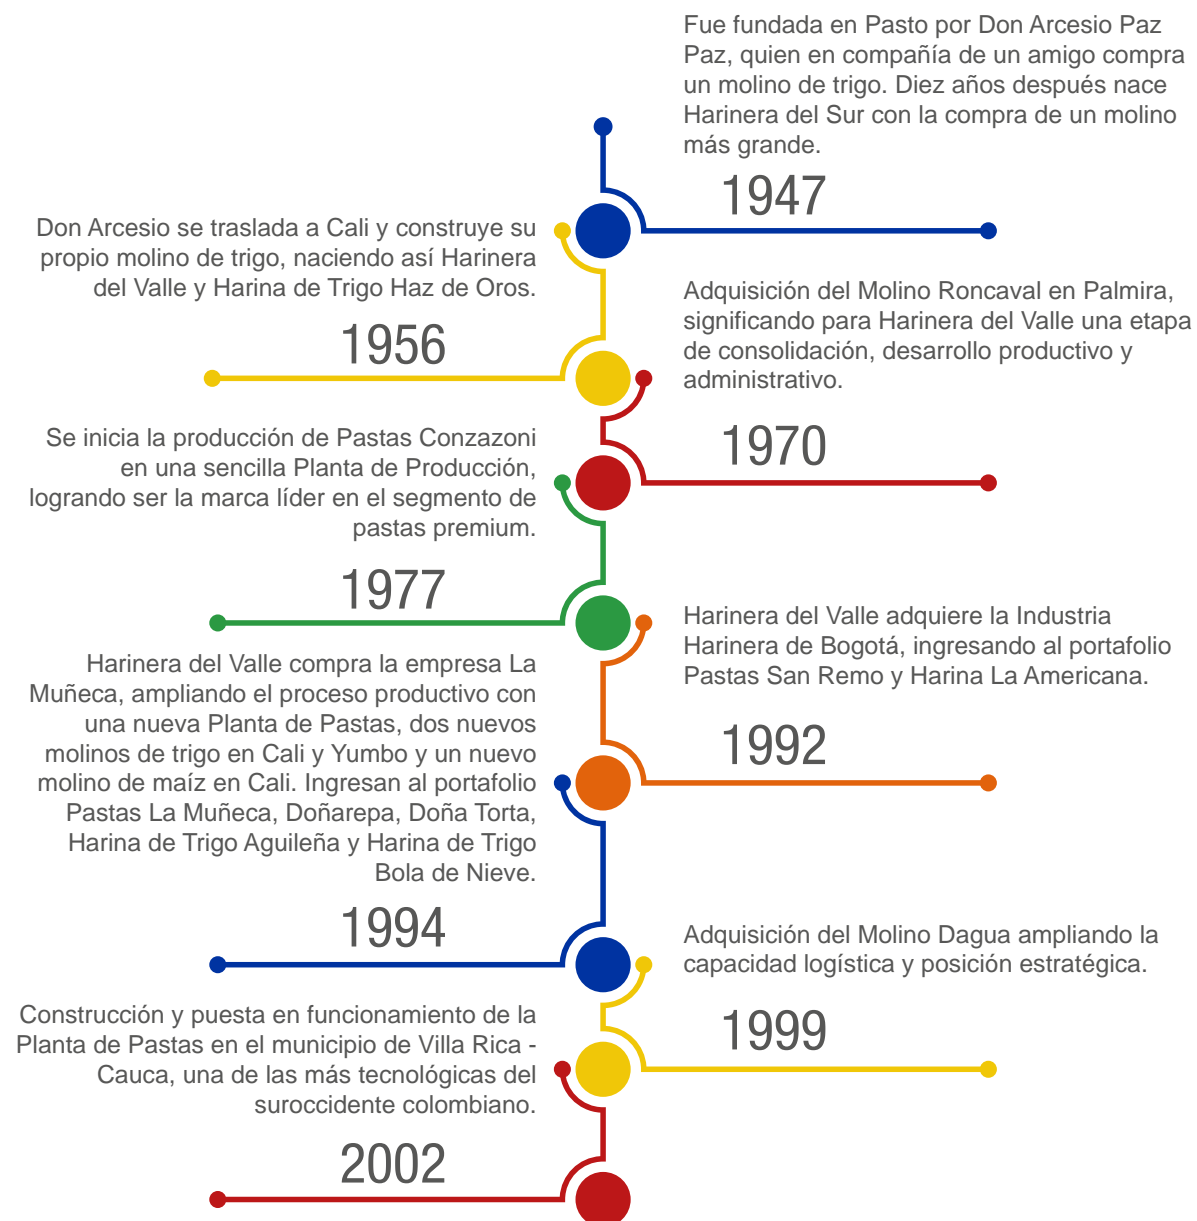 Fue fundada en Pasto por Don Arcesio Paz
Paz, quien en compañía de un amigo compra
un molino de trigo. Diez años después nace
Harinera del Sur con la compra de un molino
más grande.
1947
Don Arcesio se traslada a Cali y construye su
propio molino de trigo, naciendo así Harinera
del Valle y Harina de Trigo Haz de Oros.
1956
Adquisición del Molino Roncaval en Palmira,
significando para Harinera del Valle una etapa
de consolidación, desarrollo productivo y
administrativo.
1970
Se inicia la producción de Pastas Conzazoni
en una sencilla Planta de Producción,
logrando ser la marca líder en el segmento de
pastas premium.
1977
Harinera del Valle adquiere la Industria
Harinera de Bogotá, ingresando al portafolio
Pastas San Remo y Harina La Americana.
1992
Harinera del Valle compra la empresa La
Muñeca, ampliando el proceso productivo con
una nueva Planta de Pastas, dos nuevos
molinos de trigo en Cali y Yumbo y un nuevo
molino de maíz en Cali. Ingresan al portafolio
Pastas La Muñeca, Doñarepa, Doña Torta,
Harina de Trigo Aguileña y Harina de Trigo
Bola de Nieve.
1994
Adquisición del Molino Dagua ampliando la
capacidad logística y posición estratégica.
1999
Construcción y puesta en funcionamiento de la
Planta de Pastas en el municipio de Villa Rica -
Cauca, una de las más tecnológicas del
suroccidente colombiano.
2002